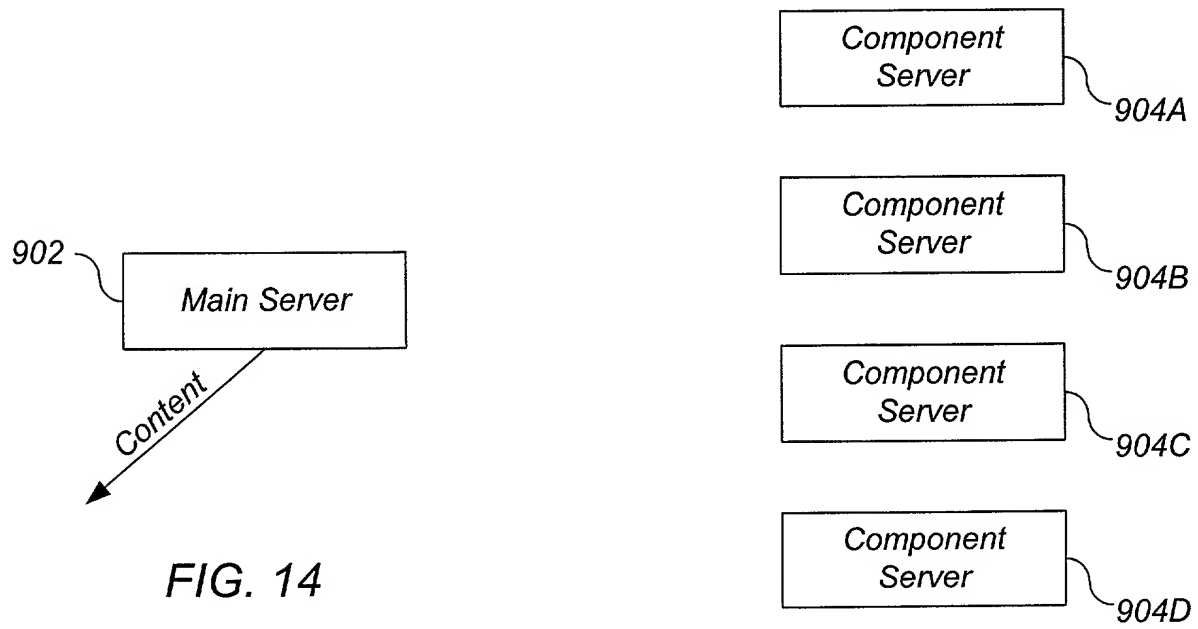 Component
Server
904A
Component
Server
904B
902
Main Server
Content
Component
Server
904C
Component
Server
904D
FIG. 14